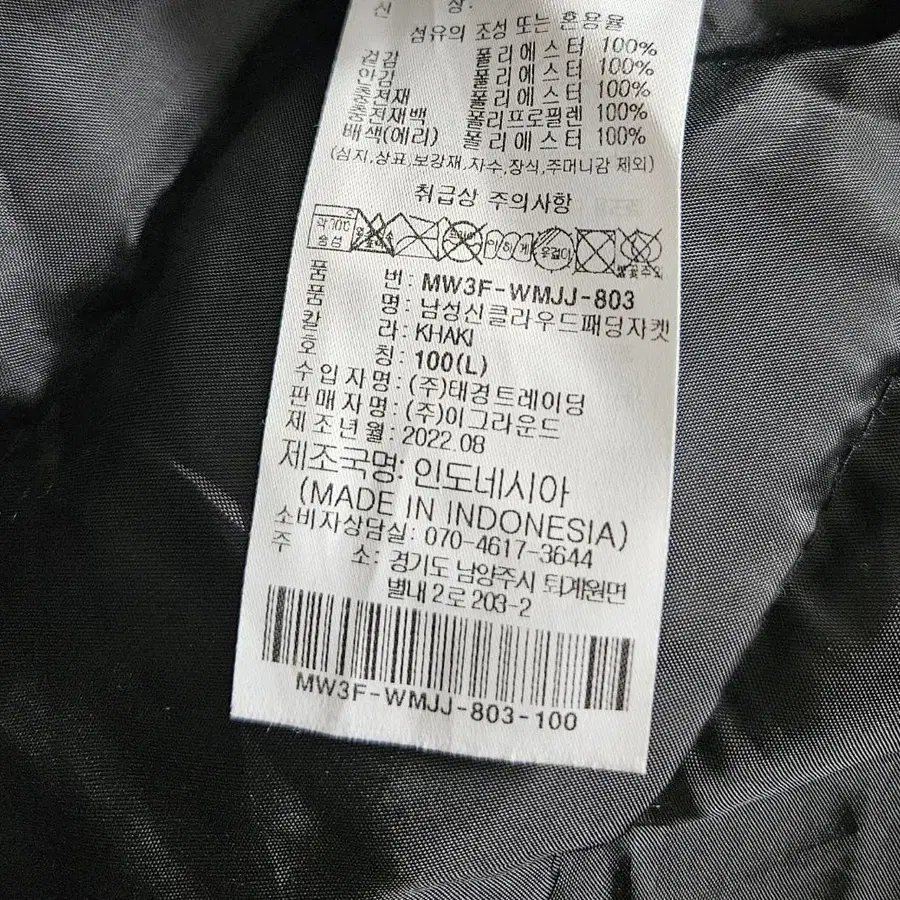 신 장:
섬유의 조성 또는 혼용율
겉감 폴리에스터 100%
안감 폴리에스터 100%
충전재 폴리에스터 100%
충전재백 폴리프로필렌 100%
배색(에리) 폴리에스터 100%
(심지,상표,보강재,자수,장식,주머니감 제외)
취급상 주의사항
품 번: MW3F-WMJJ-803
품 명: 남성신클라우드패딩자켓
칼 라: KHAKI
호 칭: 100(L)
수입자명: (주)태경트레이딩
판매자명: (주)이그라운드
제조년월: 2022.08
제조국명: 인도네시아
(MADE IN INDONESIA)
소비자상담실: 070-4617-3644
주 소: 경기도 남양주시 퇴계원면
별내2로 203-2
MW3F-WMJJ-803-100